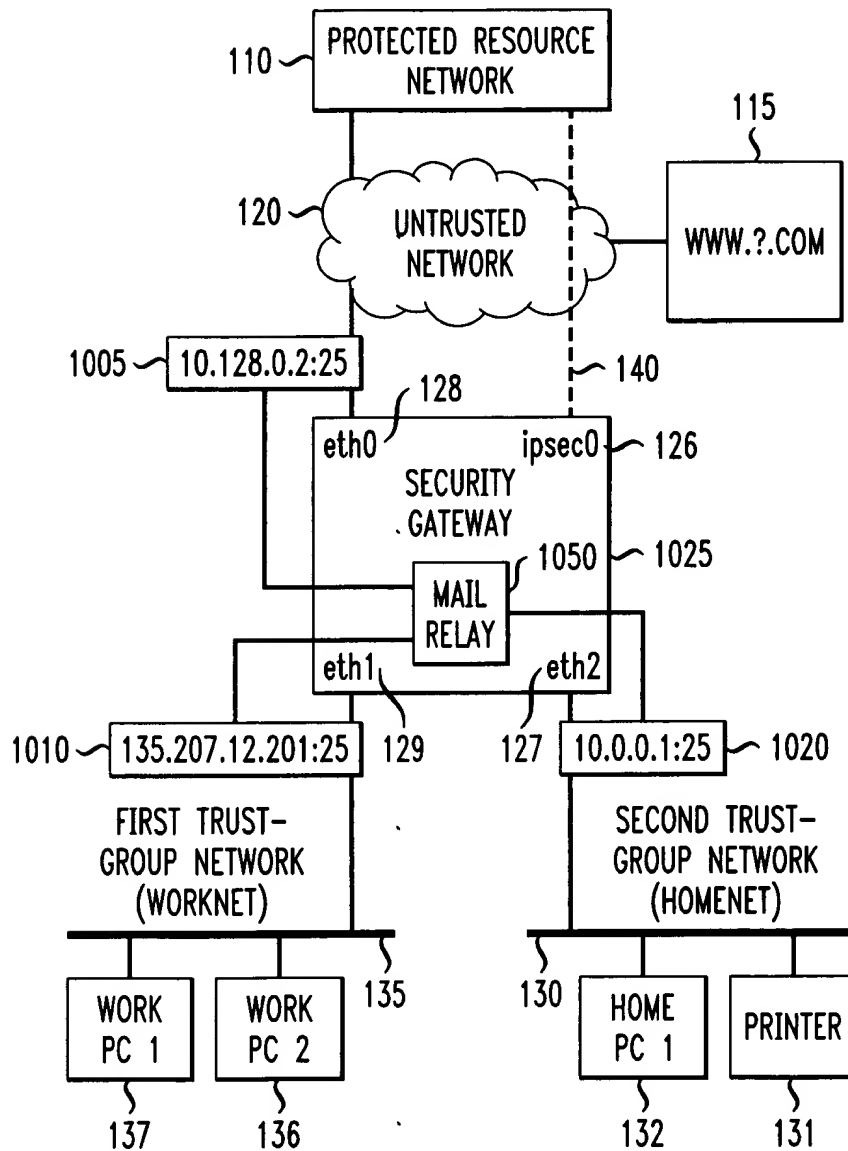 110
PROTECTED RESOURCE
NETWORK
115
WWW.?.COM
120
UNTRUSTED
NETWORK
1005
10.128.0.2:25
128
140
eth0
ipsec0
126
SECURITY
GATEWAY
1050
1025
MAIL
RELAY
eth1
eth2
1010
135.207.12.201:25
129
127
10.0.0.1:25
1020
FIRST TRUST-
GROUP NETWORK
(WORKNET)
SECOND TRUST-
GROUP NETWORK
(HOMENET)
135
130
WORK
PC 1
WORK
PC 2
HOME
PC 1
PRINTER
137
136
132
131